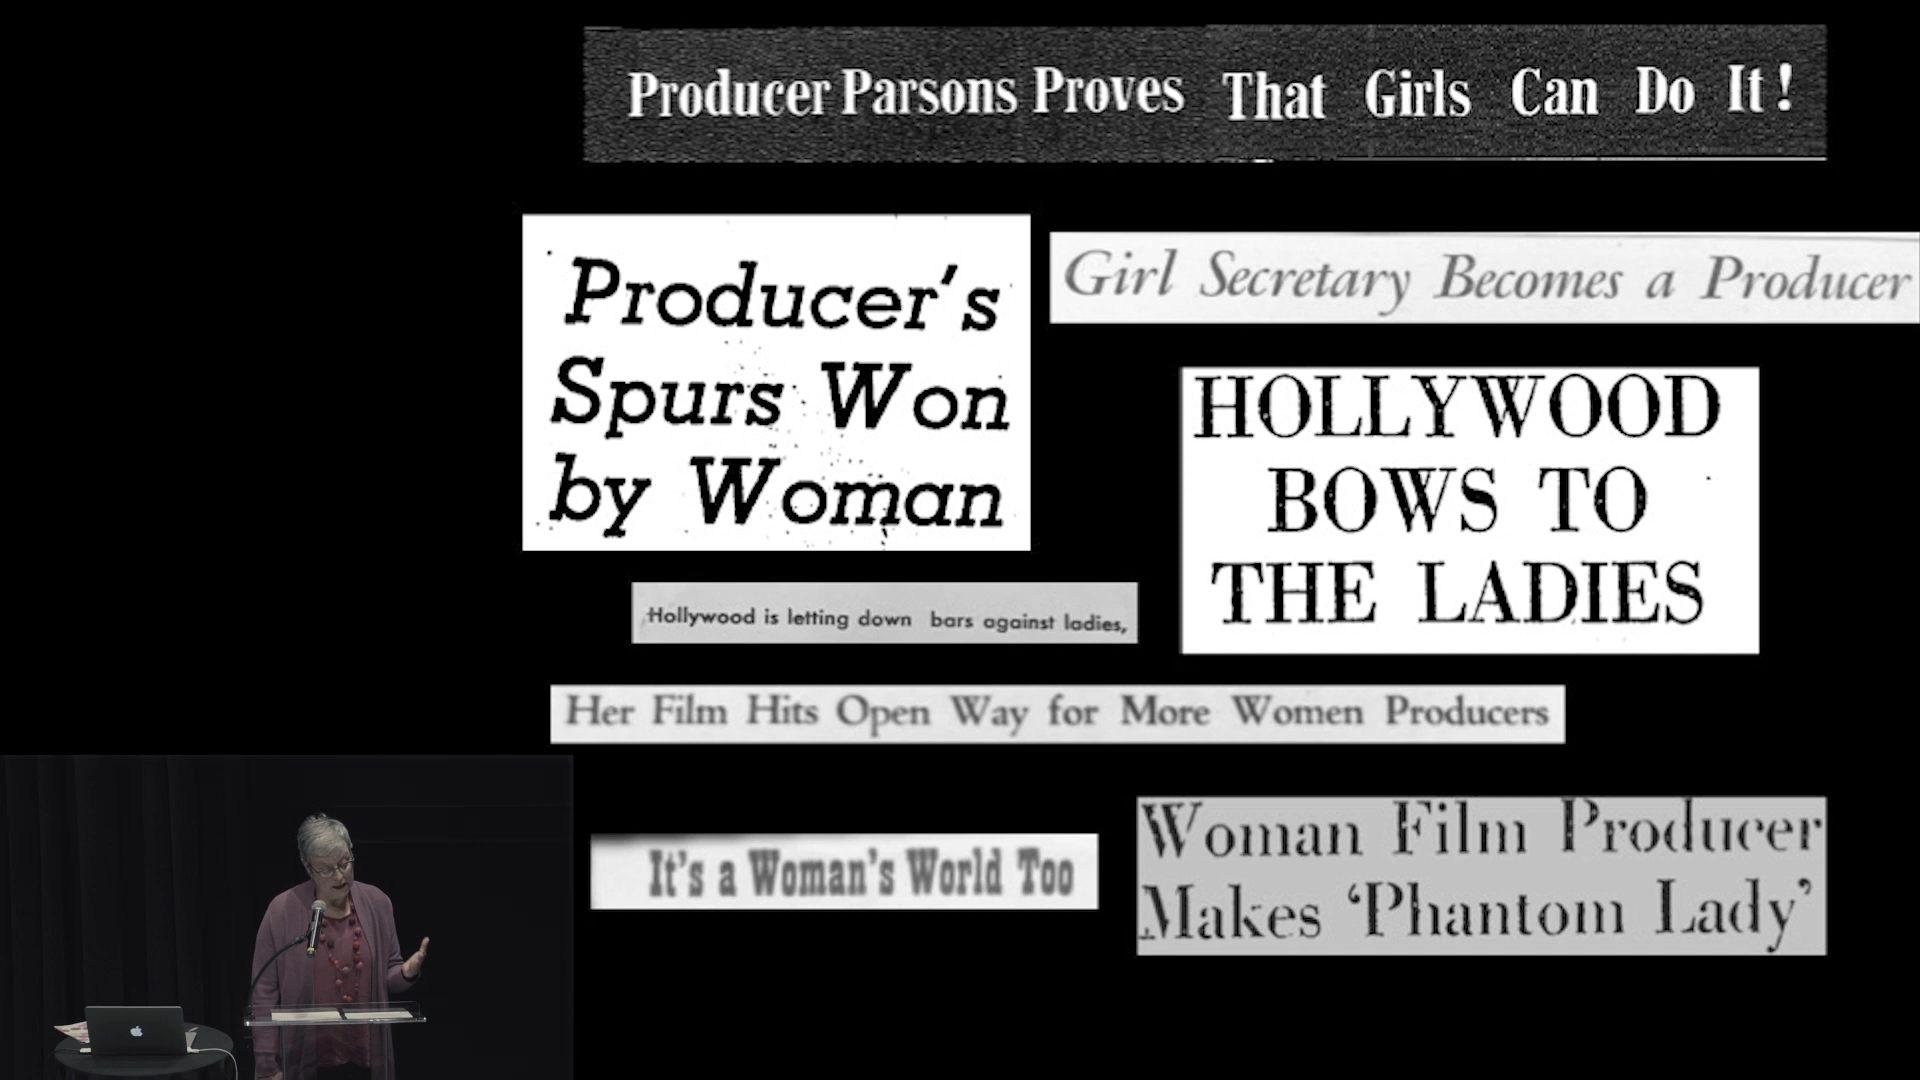 Producer Parsons Proves That Girls Can Do It!
Producer's
Spurs Won
by Woman
Girl Secretary Becomes a Producer
HOLLYWOOD
BOWS TO
THE LADIES
Hollywood is letting down bars against ladies,
Her Film Hits Open Way for More Women Producers
It's a Woman's World Too
Woman Film Producer
Makes 'Phantom Lady'